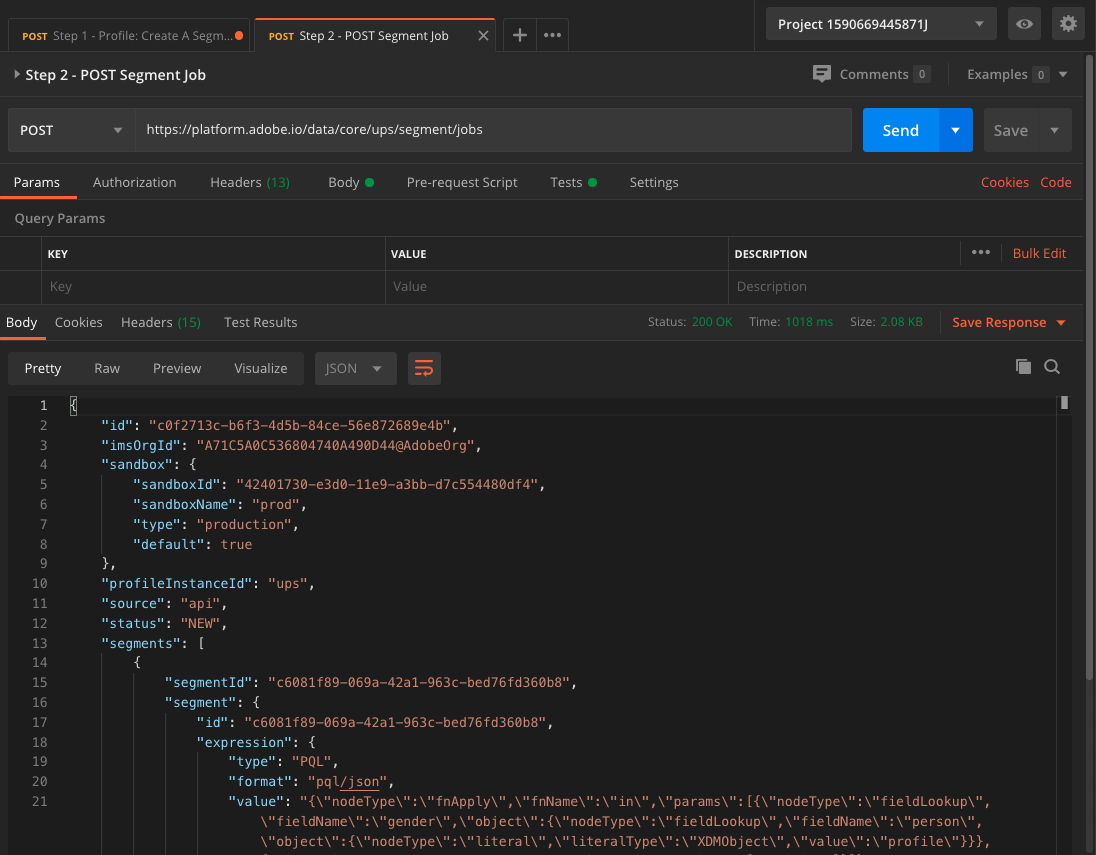 POST Step 1 - Profile: Create A Segm...
POST Step 2 - POST Segment Job
Project 1590669445871J
Step 2 - POST Segment Job
Comments 0
Examples 0
POST
https://platform.adobe.io/data/core/ups/segment/jobs
Send
Save
Params
Authorization
Headers (13)
Body
Pre-request Script
Tests
Settings
Cookies
Code
Query Params
KEY
VALUE
DESCRIPTION
Bulk Edit
Key
Value
Description
Body
Cookies
Headers (15)
Test Results
Status: 200 OK
Time: 1018 ms
Size: 2.08 KB
Save Response
Pretty
Raw
Preview
Visualize
JSON
1 {
2 "id": "c0f2713c-b6f3-4d5b-84ce-56e872689e4b",
3 "imsOrgId": "A71C5A0C536804740A490D44@AdobeOrg",
4 "sandbox": {
5 "sandboxId": "42401730-e3d0-11e9-a3bb-d7c554480df4",
6 "sandboxName": "prod",
7 "type": "production",
8 "default": true
9 },
10 "profileInstanceId": "ups",
11 "source": "api",
12 "status": "NEW",
13 "segments": [
14 {
15 "segmentId": "c6081f89-069a-42a1-963c-bed76fd360b8",
16 "segment": {
17 "id": "c6081f89-069a-42a1-963c-bed76fd360b8",
18 "expression": {
19 "type": "PQL",
20 "format": "pql/json",
21 "value": "{\"nodeType\":\"fnApply\",\"fnName\":\"in\",\"params\":[{\"nodeType\":\"fieldLookup\",
\"fieldName\":\"gender\",\"object\":{\"nodeType\":\"fieldLookup\",\"fieldName\":\"person\",
\"object\":{\"nodeType\":\"literal\",\"literalType\":\"XDMObject\",\"value\":\"profile\"}}},